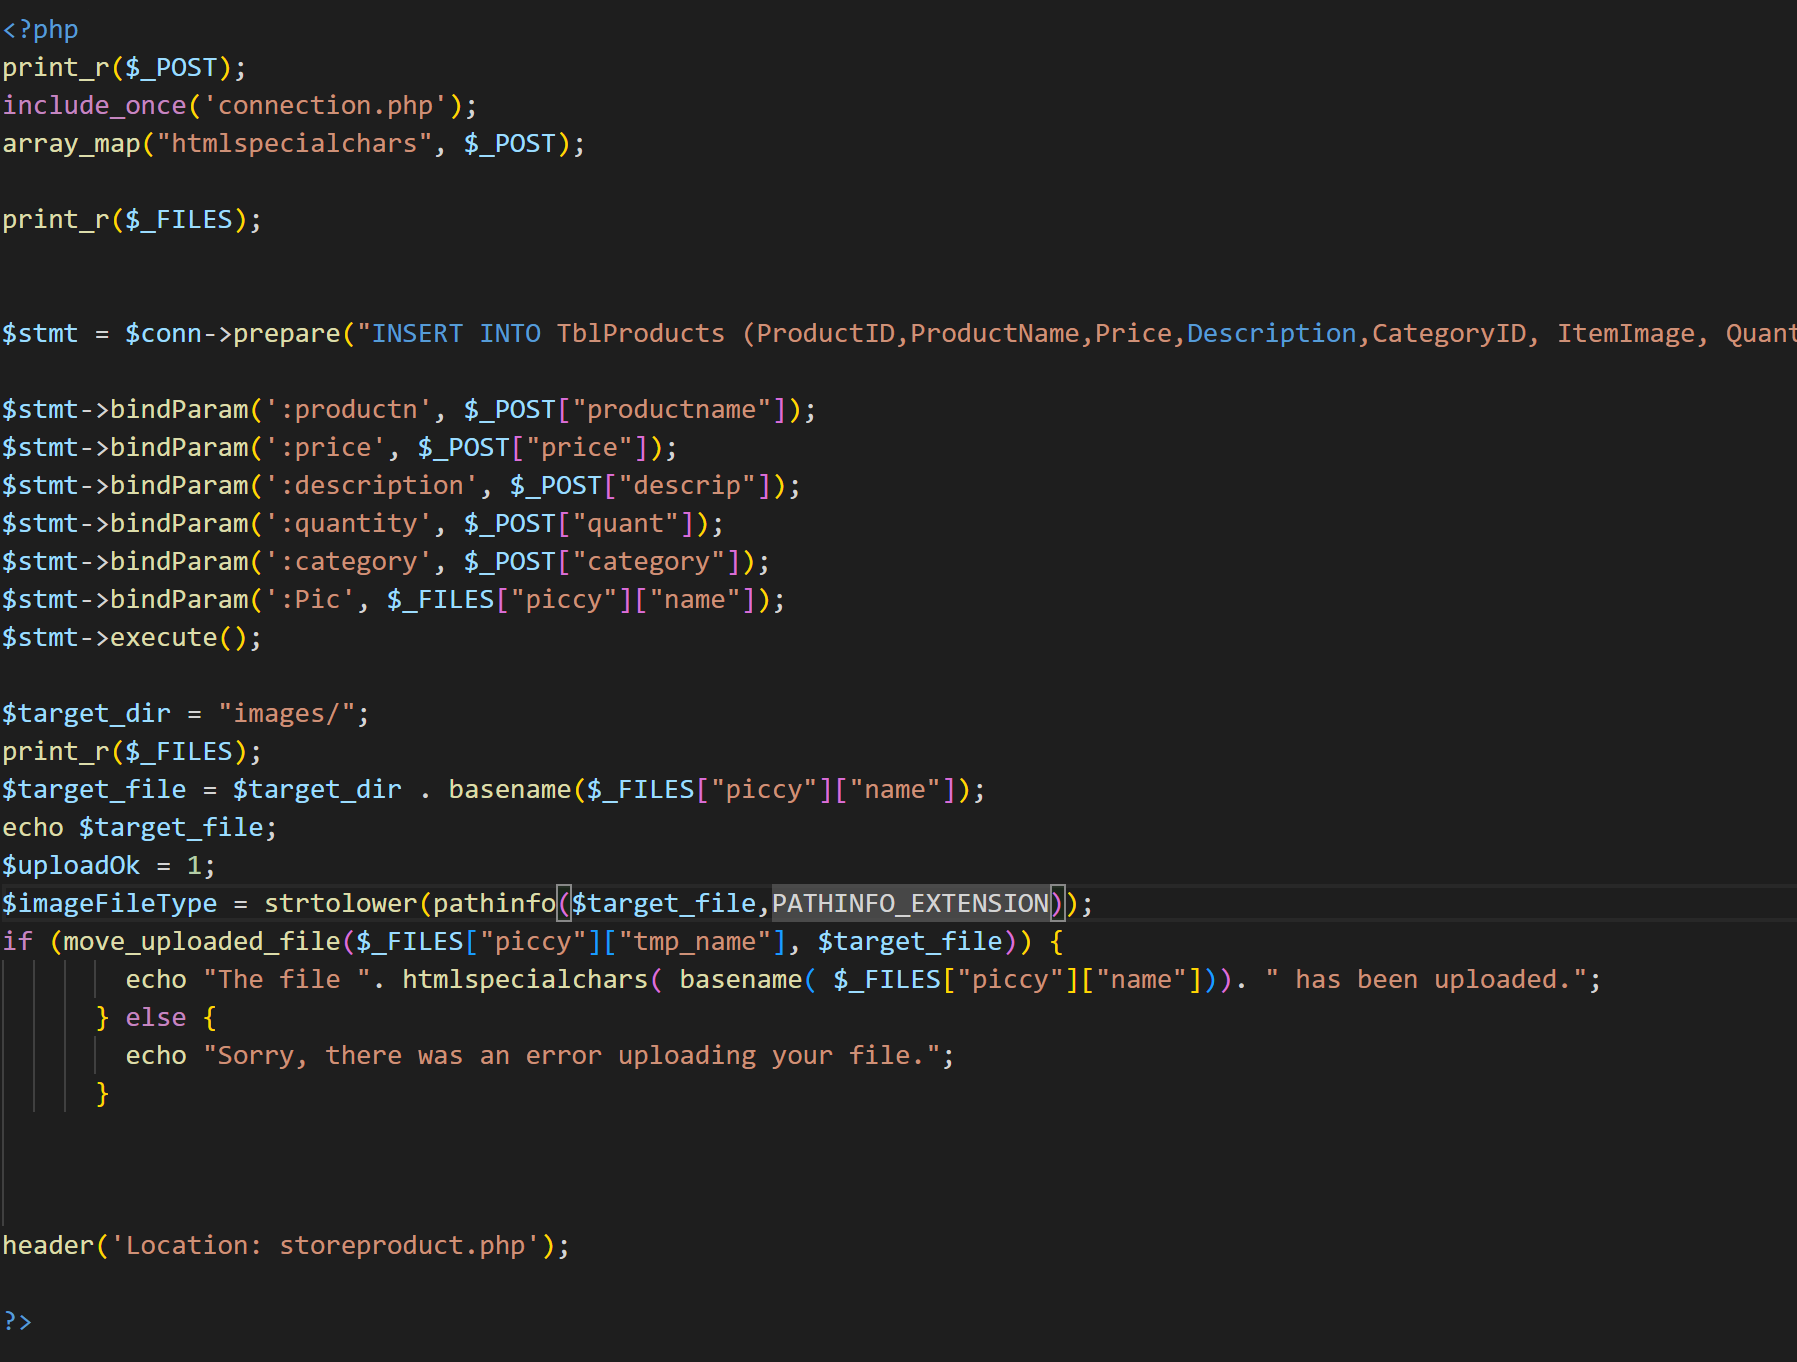 <?php
print_r($_POST);
include_once('connection.php');
array_map("htmlspecialchars", $_POST);
print_r($_FILES);
$stmt = $conn->prepare("INSERT INTO TblProducts (ProductID,ProductName,Price,Description,CategoryID, ItemImage, Quant
$stmt->bindParam(':productn', $_POST["productname"]);
$stmt->bindParam(':price', $_POST["price"]);
$stmt->bindParam(':description', $_POST["descrip"]);
$stmt->bindParam(':quantity', $_POST["quant"]);
$stmt->bindParam(':category', $_POST["category"]);
$stmt->bindParam(':Pic', $_FILES["piccy"]["name"]);
$stmt->execute();
$target_dir = "images/";
print_r($_FILES);
$target_file = $target_dir . basename($_FILES["piccy"]["name"]);
echo $target_file;
$uploadOk = 1;
$imageFileType = strtolower(pathinfo($target_file,PATHINFO_EXTENSION));
if (move_uploaded_file($_FILES["piccy"]["tmp_name"], $target_file)) {
echo "The file ". htmlspecialchars( basename( $_FILES["piccy"]["name"])). " has been uploaded.";
} else {
echo "Sorry, there was an error uploading your file.";
}
header('Location: storeproduct.php');
?>